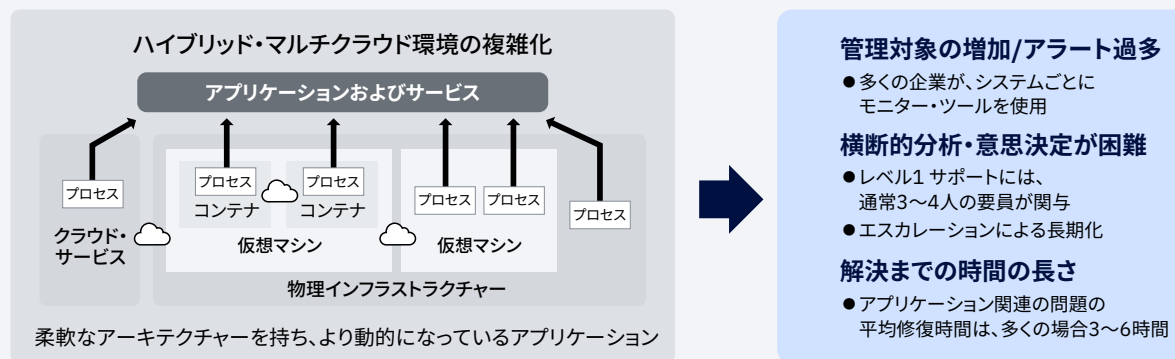 ハイブリッド・マルチクラウド環境の複雑化
アプリケーションおよびサービス
プロセス
クラウド・
サービス
プロセス
コンテナ
プロセス
コンテナ
仮想マシン
プロセス
プロセス
仮想マシン
プロセス
物理インフラストラクチャー
柔軟なアーキテクチャーを持ち、より動的になっているアプリケーション
管理対象の増加/アラート過多
●多くの企業が、システムごとに
モニター・ツールを使用
横断的分析・意思決定が困難
●レベル1 サポートには、
通常3〜4人の要員が関与
●エスカレーションによる長期化
解決までの時間の長さ
●アプリケーション関連の問題の
平均修復時間は、多くの場合3〜6時間